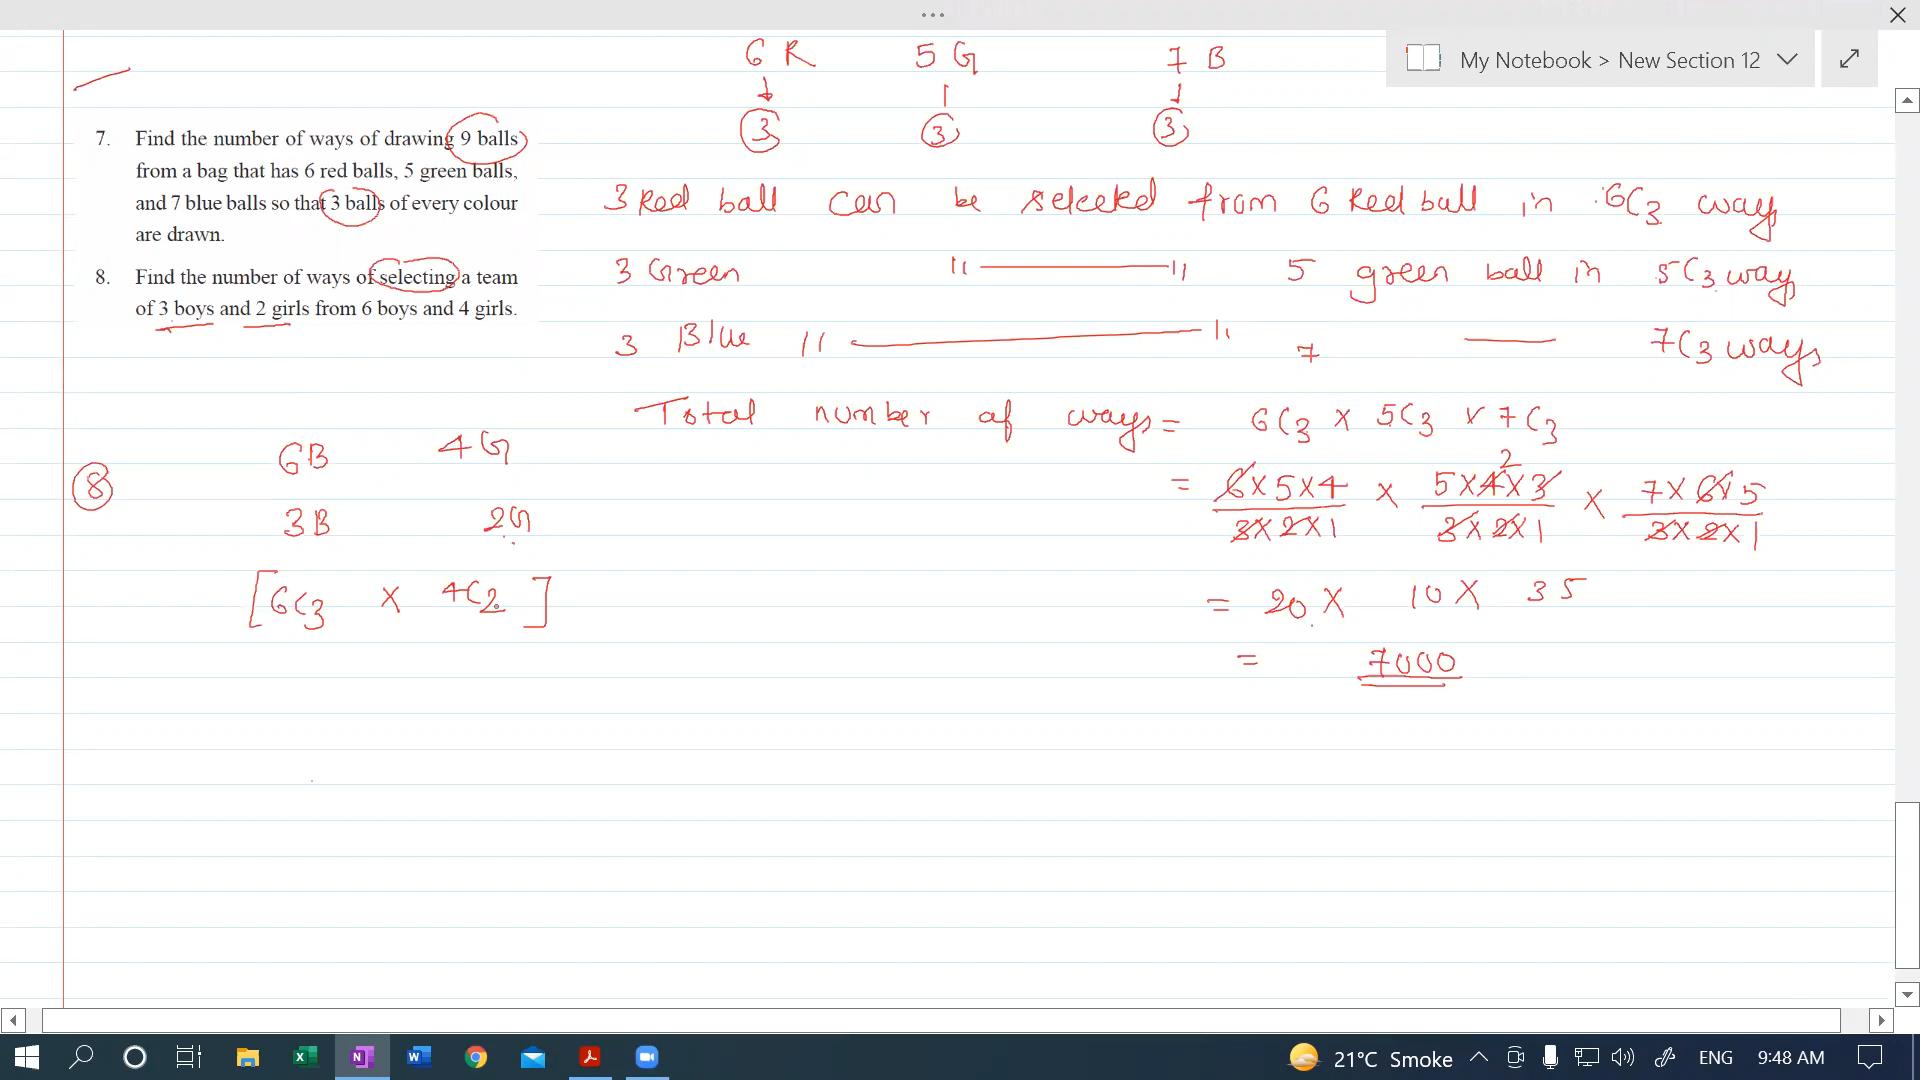 ...
My Notebook > New Section 12
6 R 5 G 7 B
3 3 3
7. Find the number of ways of drawing 9 balls
from a bag that has 6 red balls, 5 green balls,
and 7 blue balls so that 3 balls of every colour
are drawn.
8. Find the number of ways of selecting a team
of 3 boys and 2 girls from 6 boys and 4 girls.
3 Red ball can be selected from 6 Red ball in 6C3 ways
3 Green " ——— " 5 green ball in 5C3 way
3 Blue " ——— " 7 —— 7C3 ways
Total number of ways = 6C3 x 5C3 x 7C3
= 6x5x4/3x2x1 x 5x4x3/3x2x1 x 7x6x5/3x2x1
2
= 20 x 10 x 35
= 7000
8
6B 4G
3B 2G
[6C3 x 4C2]
21°C Smoke ENG 9:48 AM